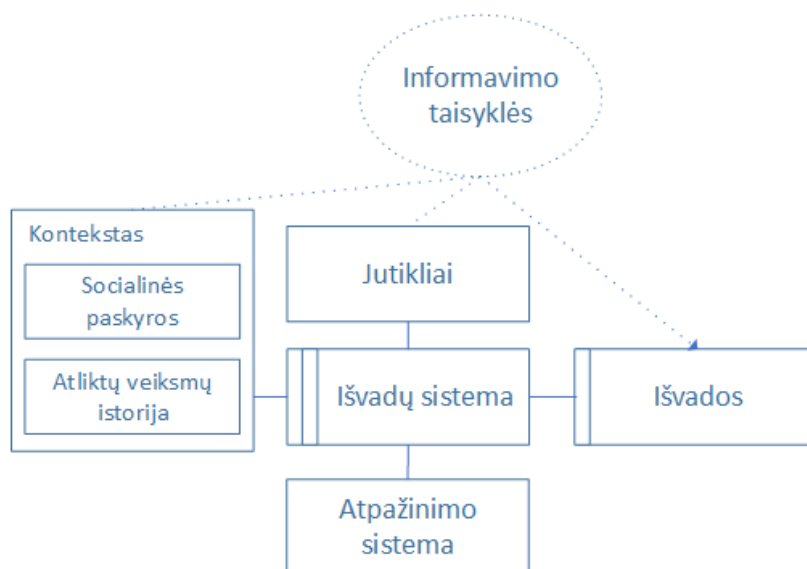 Informavimo
taisyklės
Kontekstas
Socialinės
paskyros
Atliktų veiksmų
istorija
Jutikliai
Išvadų sistema
Išvados
Atpažinimo
sistema